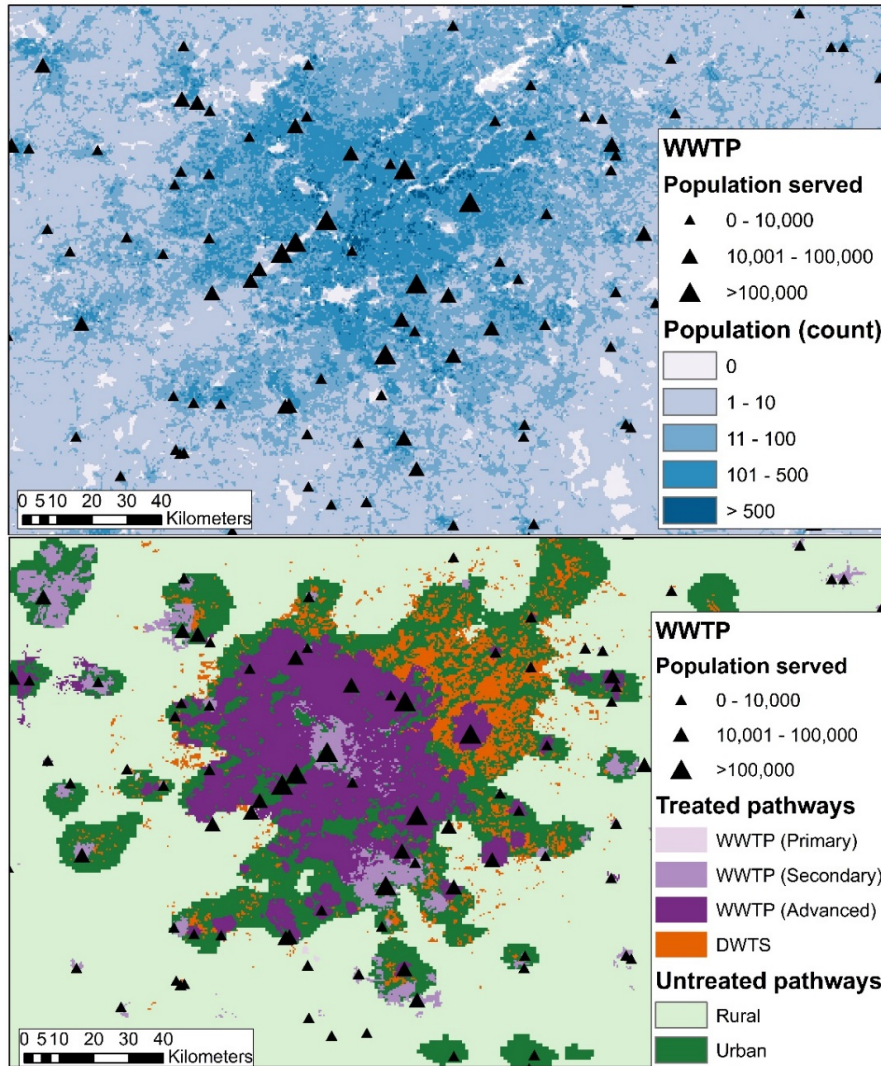 WWTP
Population served
0 - 10,000
10,001 - 100,000
>100,000
Population (count)
0
1 - 10
11 - 100
101 - 500
> 500
0 5 10 20 30 40
Kilometers
WWTP
Population served
0 - 10,000
10,001 - 100,000
>100,000
Treated pathways
WWTP (Primary)
WWTP (Secondary)
WWTP (Advanced)
DWTS
Untreated pathways
Rural
Urban
0 5 10 20 30 40
Kilometers